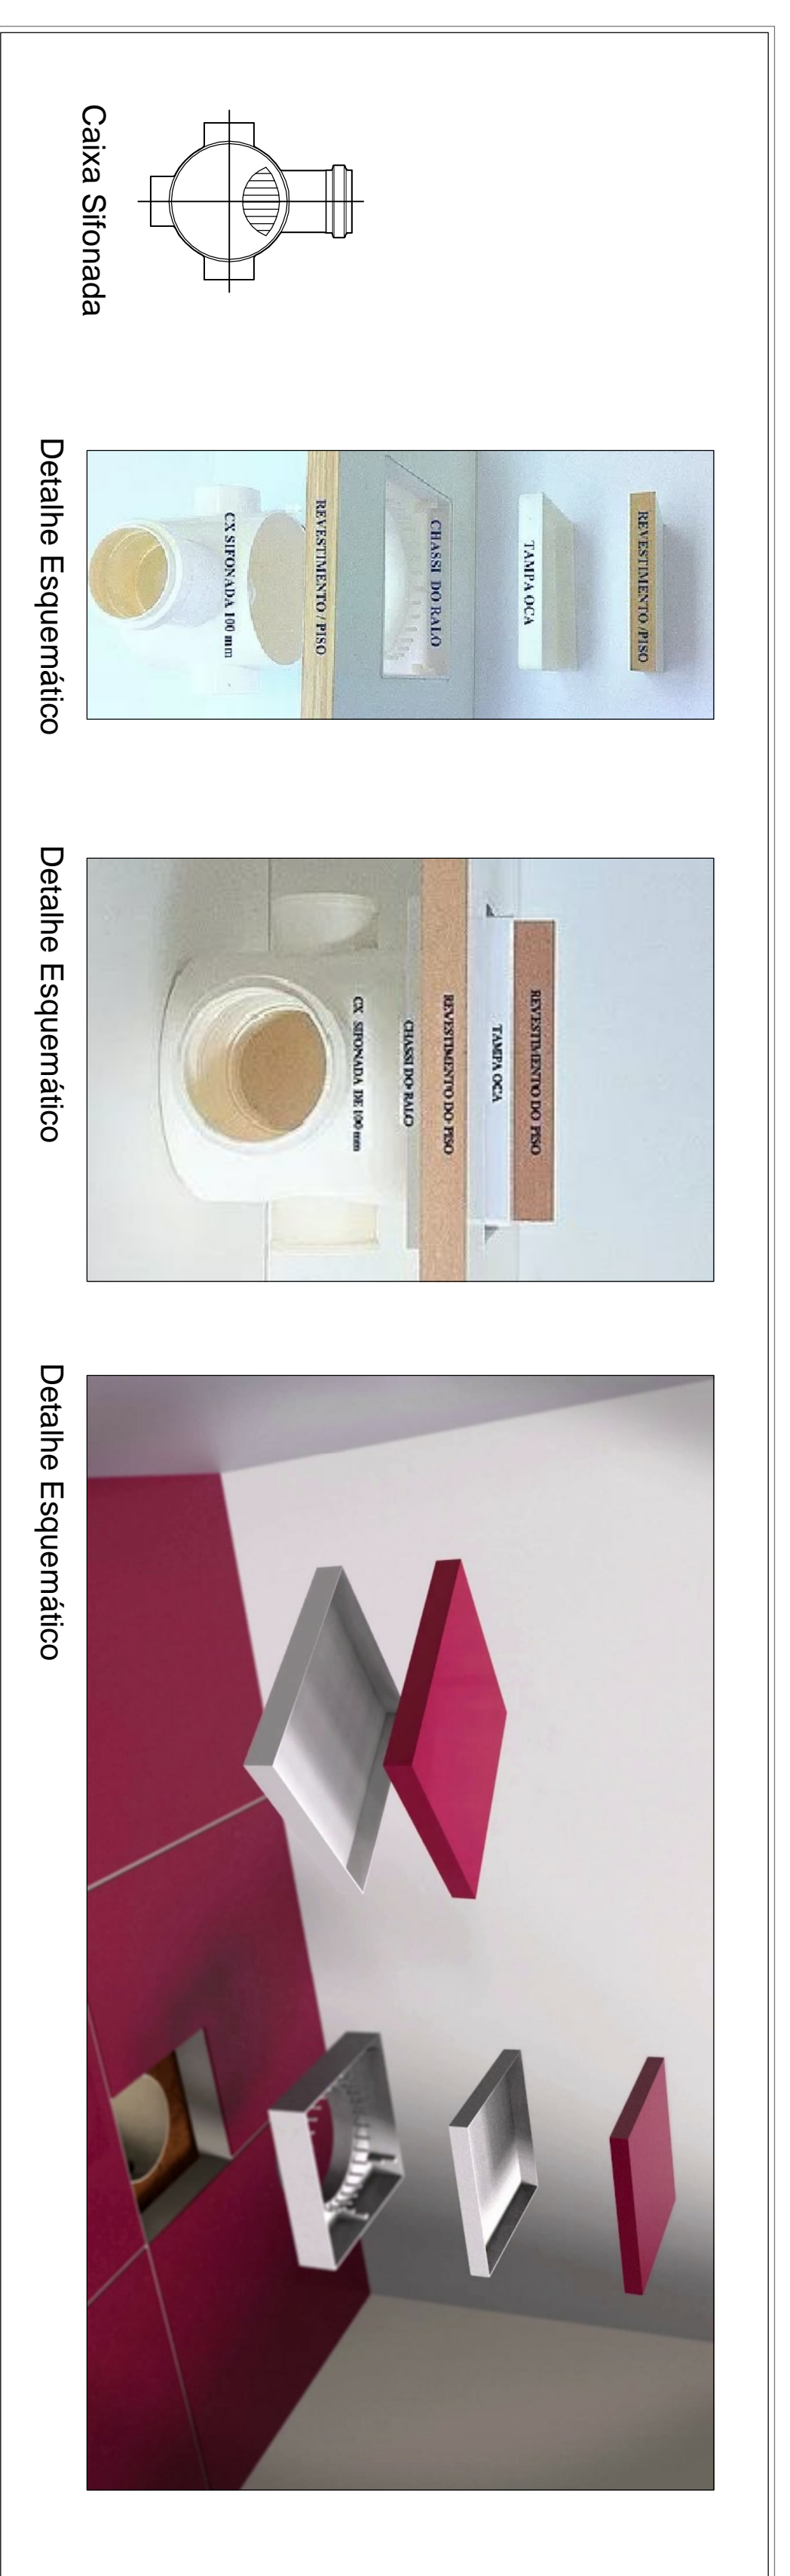 Caixa Sifonada
REVESTIMENTO /PISO
TAMPA OCA
CHASSI DO RALO
REVESTIMENTO / PISO
CX SIFONADA 100 mm
Detalhe Esquemático
REVESTIMENTO DO PISO
TAMPA OCA
REVESTIMENTO DO PISO
CHASSI DO RALO
CX SIFONADA DE 100 mm
Detalhe Esquemático
Detalhe Esquemático